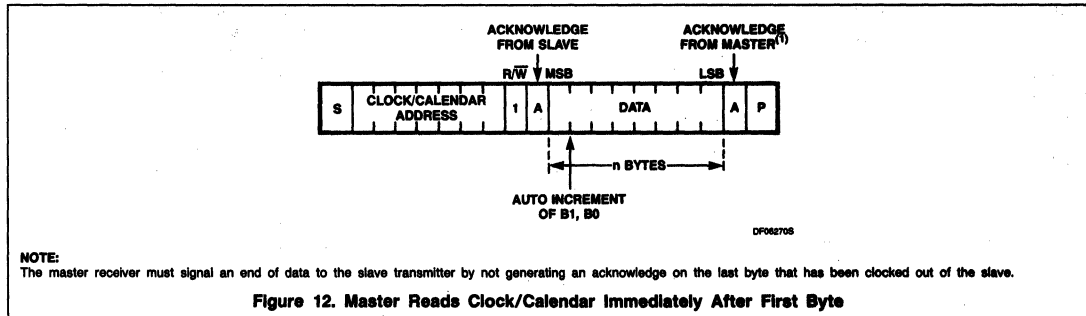 ACKNOWLEDGE
FROM SLAVE
ACKNOWLEDGE
FROM MASTER(1)
R/W̅ MSB LSB
S CLOCK/CALENDAR ADDRESS 1 A DATA A P
n BYTES
AUTO INCREMENT
OF B1, B0
DF06270S
NOTE:
The master receiver must signal an end of data to the slave transmitter by not generating an acknowledge on the last byte that has been clocked out of the slave.
Figure 12. Master Reads Clock/Calendar Immediately After First Byte